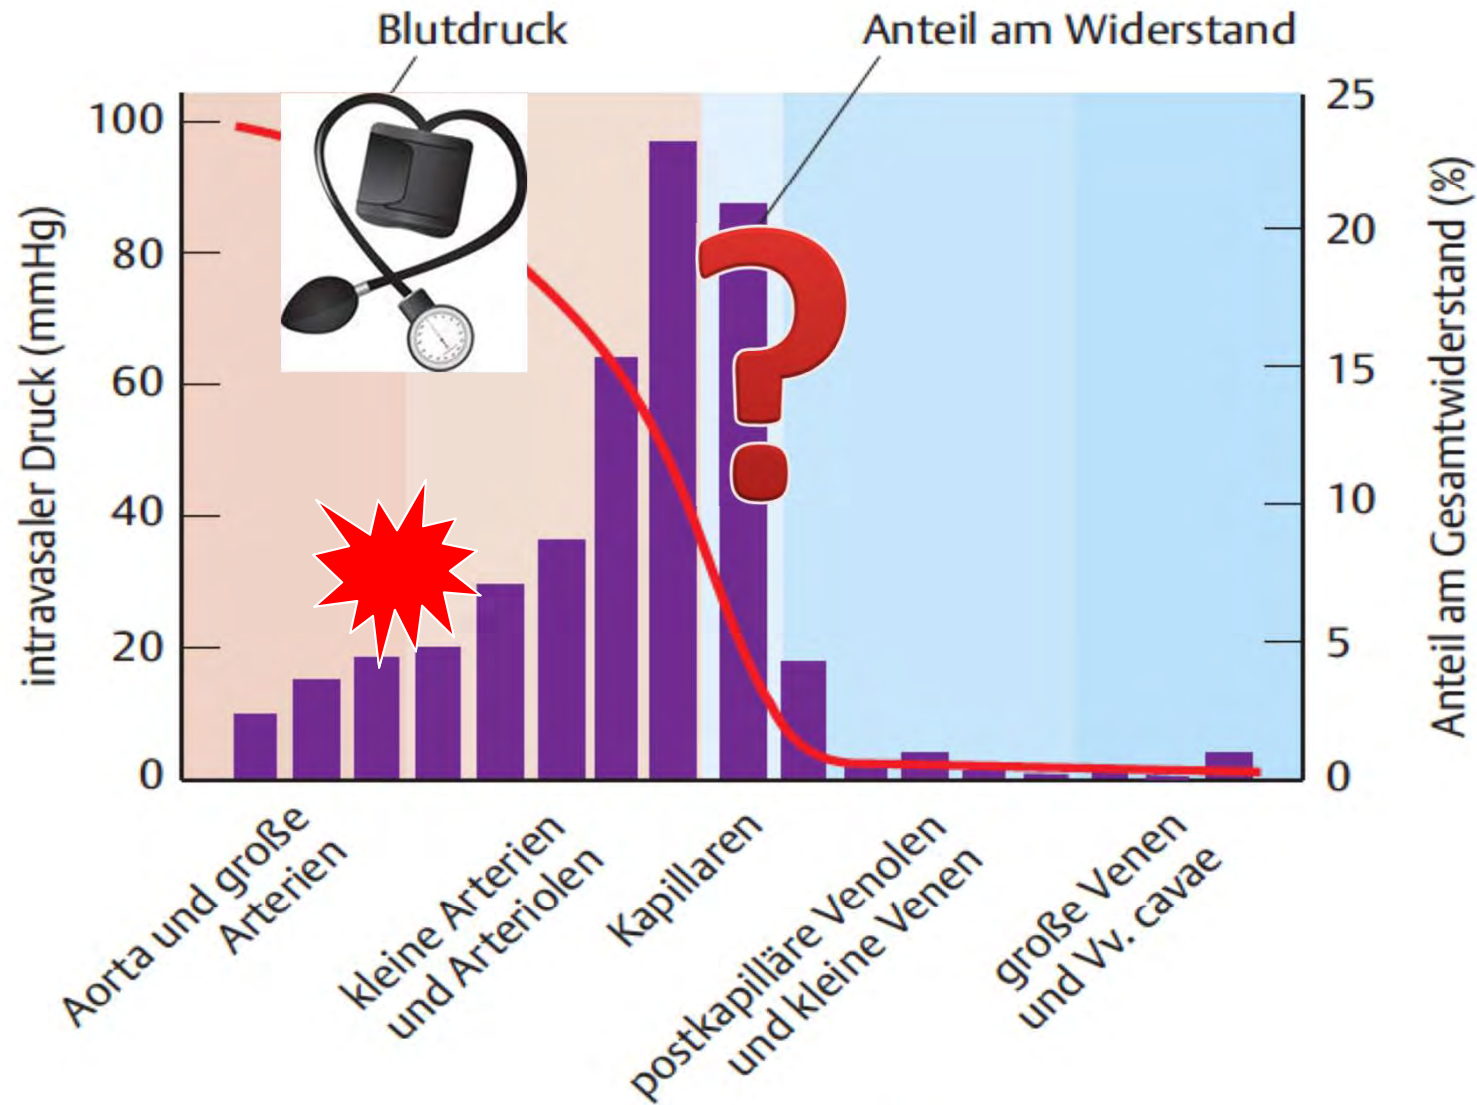 Blutdruck
Anteil am Widerstand
intravasaler Druck (mmHg)
100
80
60
40
20
0
25
20
15
10
5
0
Anteil am Gesamtwiderstand (%)
Aorta und große
Arterien
kleine Arterien
und Arteriolen
Kapillaren
postkapilläre Venolen
und kleine Venen
große Venen
und Vv. cavae
?